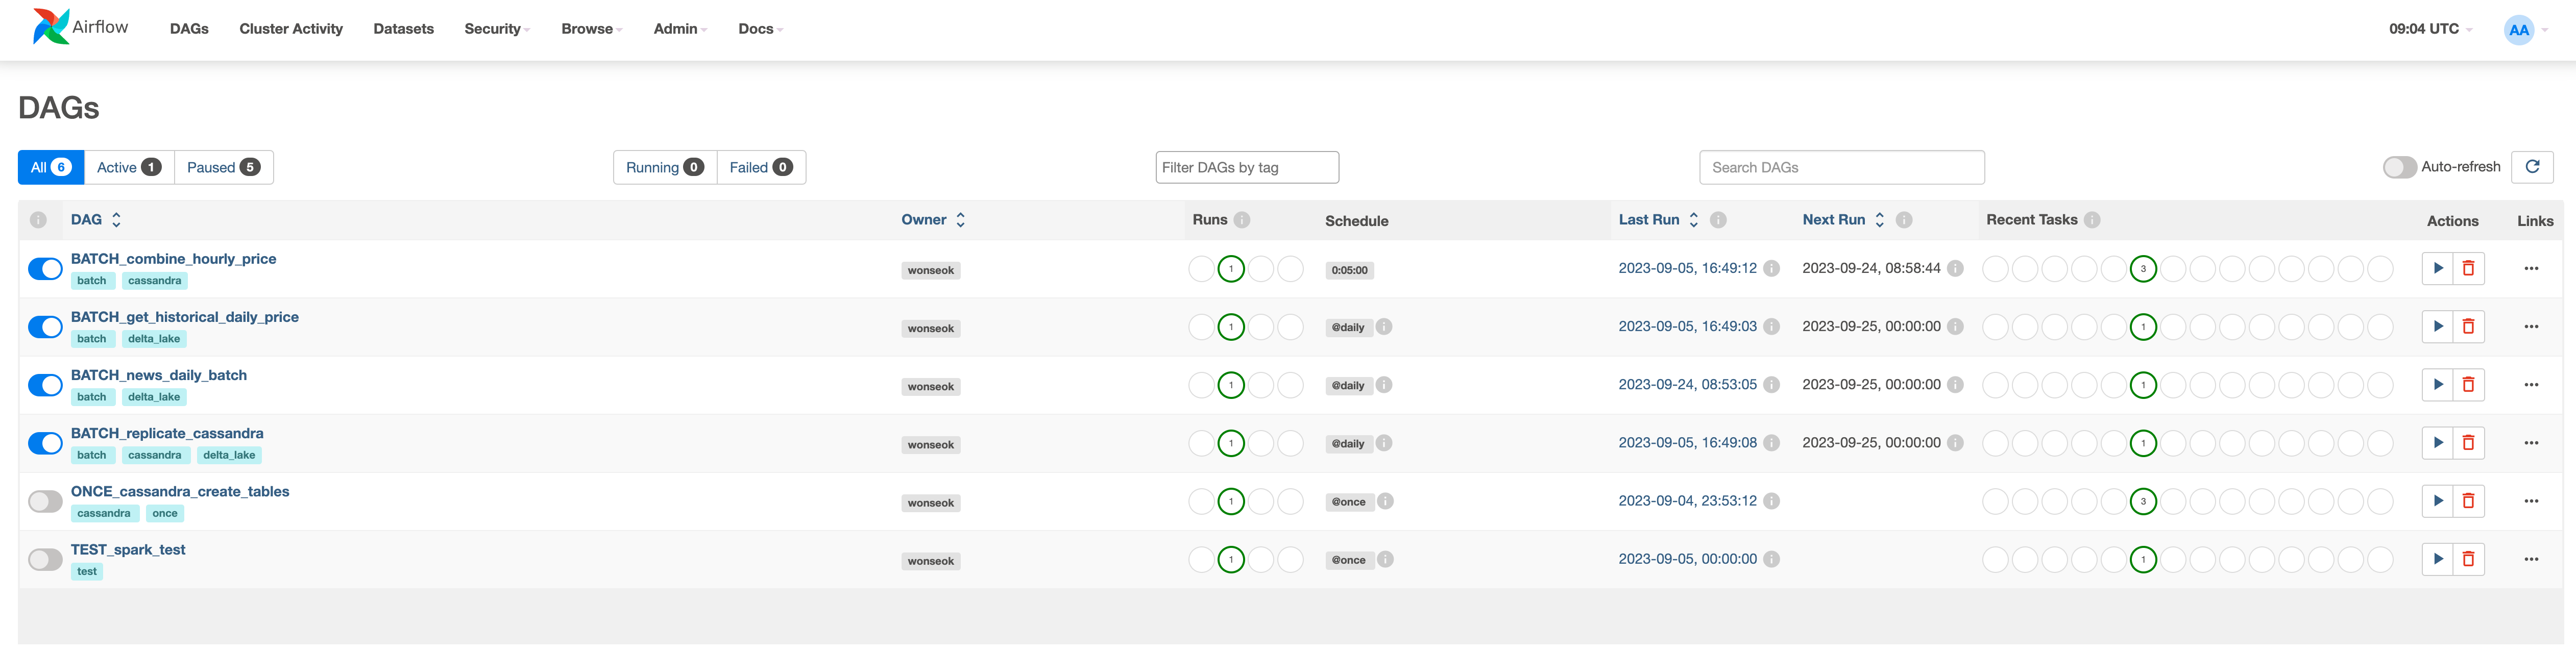 Airflow DAGs Cluster Activity Datasets Security Browse Admin Docs 09:04 UTC AA
DAGs
All 6 Active 1 Paused 5 Running 0 Failed 0 Filter DAGs by tag Search DAGs Auto-refresh
DAG Owner Runs Schedule Last Run Next Run Recent Tasks Actions Links
BATCH_combine_hourly_price
batch cassandra
wonseok 1 0:05:00 2023-09-05, 16:49:12 2023-09-24, 08:58:44 3
BATCH_get_historical_daily_price
batch delta_lake
wonseok 1 @daily 2023-09-05, 16:49:03 2023-09-25, 00:00:00 1
BATCH_news_daily_batch
batch delta_lake
wonseok 1 @daily 2023-09-24, 08:53:05 2023-09-25, 00:00:00 1
BATCH_replicate_cassandra
batch cassandra delta_lake
wonseok 1 @daily 2023-09-05, 16:49:08 2023-09-25, 00:00:00 1
ONCE_cassandra_create_tables
cassandra once
wonseok 1 @once 2023-09-04, 23:53:12 3
TEST_spark_test
test
wonseok 1 @once 2023-09-05, 00:00:00 1